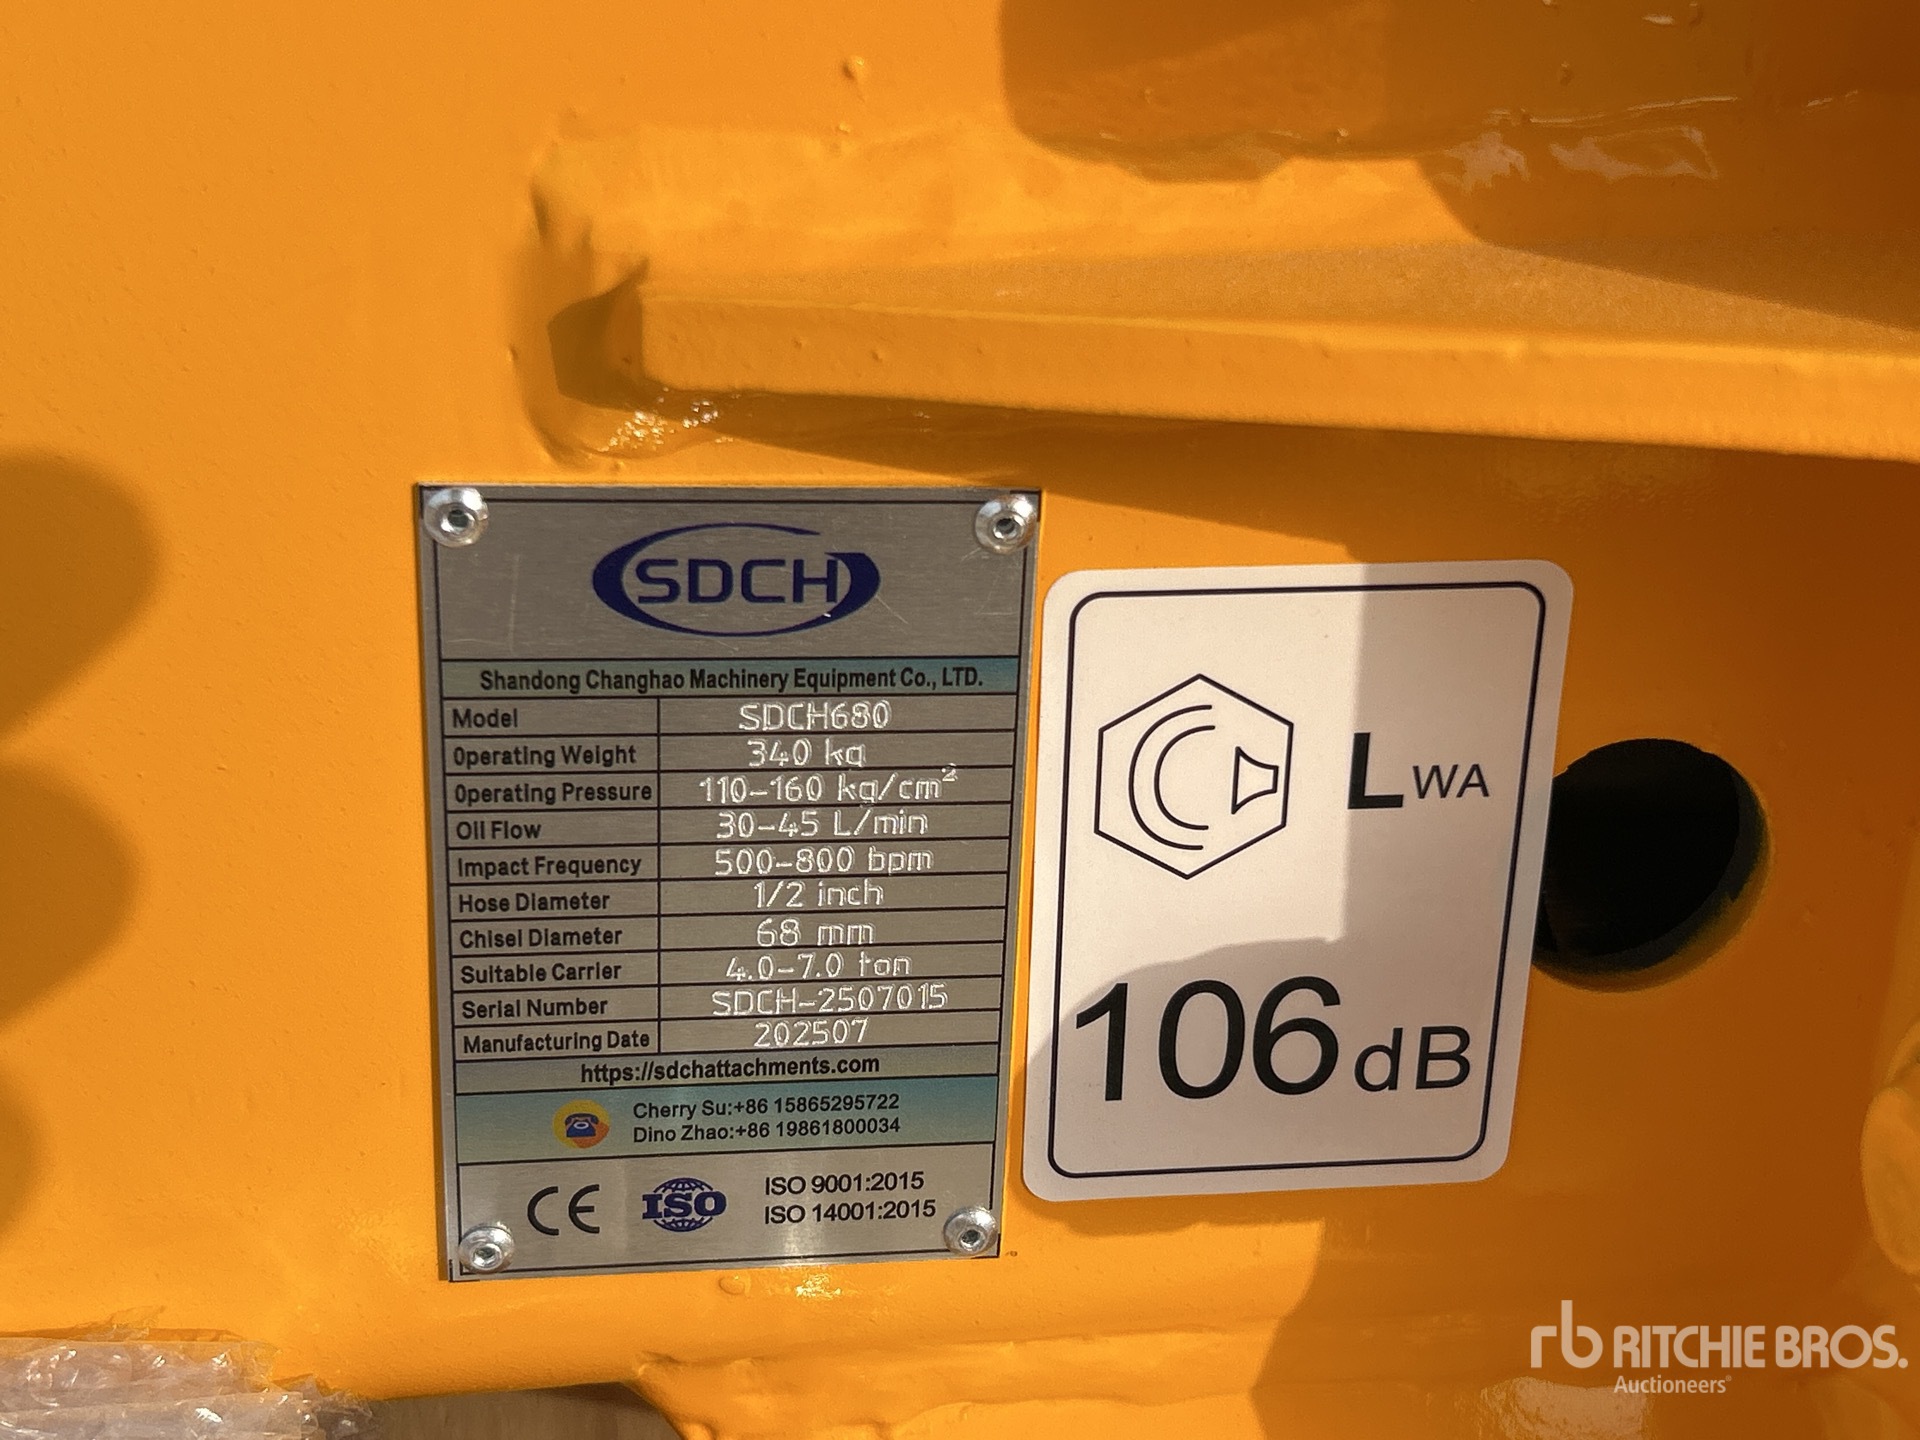 SDCH
Shandong Changhao Machinery Equipment Co., LTD.
Model SDCH680
Operating Weight 340 kg
Operating Pressure 110-160 kg/cm²
Oil Flow 30-45 L/min
Impact Frequency 500-800 bpm
Hose Diameter 1/2 inch
Chisel Diameter 68 mm
Suitable Carrier 4.0-7.0 ton
Serial Number SDCH-2507015
Manufacturing Date 202507
https://sdchattachments.com
Cherry Su:+86 15865295722
Dino Zhao:+86 19861800034
CE ISO ISO 9001:2015
ISO 14001:2015
LWA
106dB
rb RITCHIE BROS.
Auctioneers